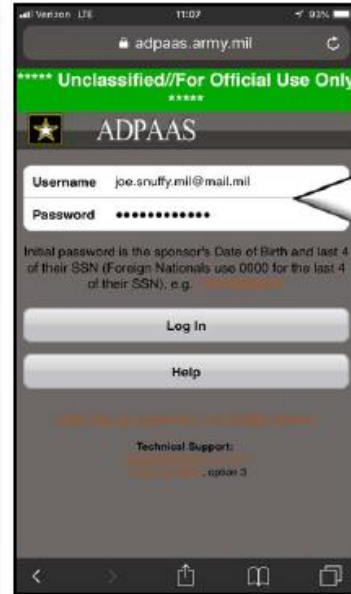 Verizon LTE 11:07 93%
adpaas.army.mil
***** Unclassified//For Official Use Only
*****
ADPAAS
Username joe.snuffy.mil@mail.mil
Password ••••••••••••
Initial password is the sponsor's Date of Birth and last 4
of their SSN (Foreign Nationals use 0000 for the last 4
of their SSN), e.g.
Log In
Help
Technical Support:
, option 3